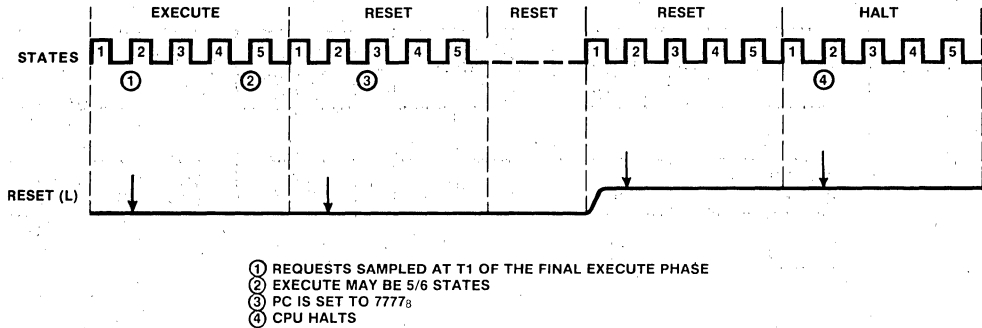 EXECUTE RESET RESET RESET HALT
STATES 1 2 3 4 5 1 2 3 4 5 1 2 3 4 5 1 2 3 4 5
① ② ③ ④
RESET (L)
① REQUESTS SAMPLED AT T1 OF THE FINAL EXECUTE PHASE
② EXECUTE MAY BE 5/6 STATES
③ PC IS SET TO 7777₈
④ CPU HALTS